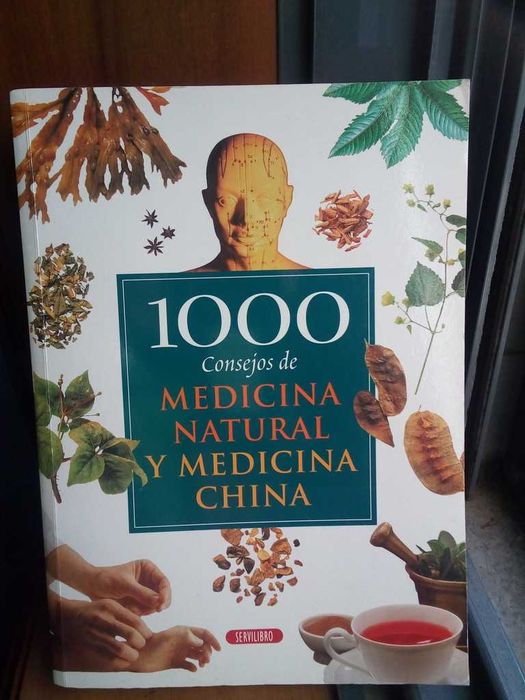 1000
Consejos de
MEDICINA
NATURAL
Y MEDICINA
CHINA
SERVILIBRO